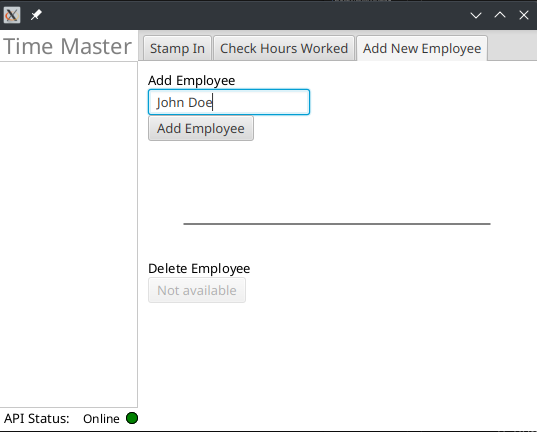 Time Master
Stamp In
Check Hours Worked
Add New Employee
Add Employee
John Doe
Add Employee
Delete Employee
Not available
API Status: Online